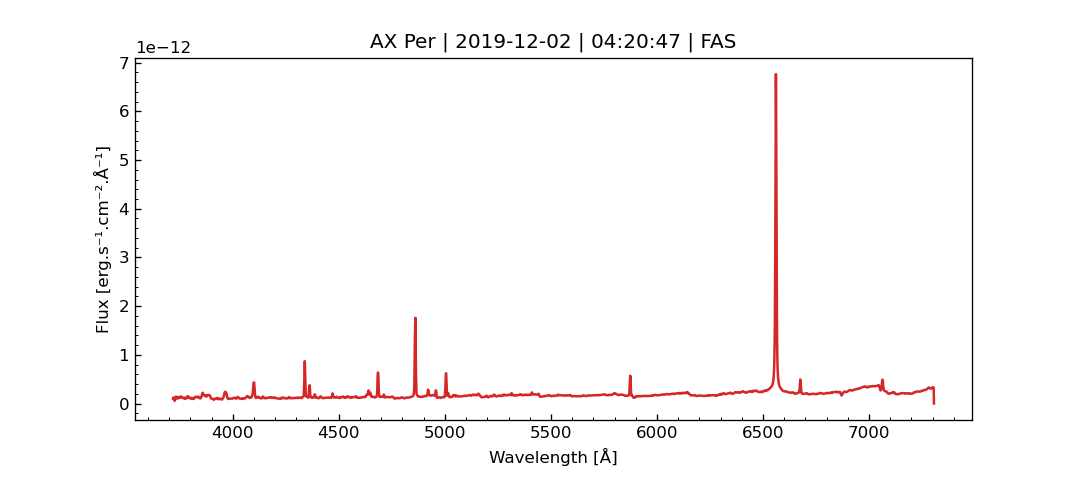 AX Per | 2019-12-02 | 04:20:47 | FAS
1e−12
7
6
5
4
3
2
1
0
Flux [erg.s⁻¹.cm⁻².Å⁻¹]
4000 4500 5000 5500 6000 6500 7000
Wavelength [Å]